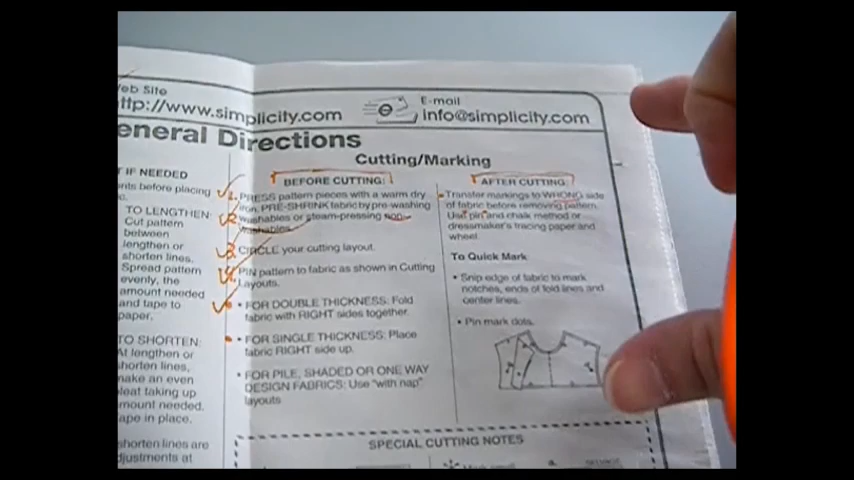 Web Site
http://www.simplicity.com
E-mail
info@simplicity.com
General Directions
IF NEEDED
before placing
TO LENGTHEN:
Cut pattern
between
lengthen or
shorten lines.
Spread pattern
evenly, the
amount needed
and tape to
paper.
TO SHORTEN:
At lengthen or
shorten lines,
make an even
pleat taking up
amount needed.
Tape in place.
shorten lines are
adjustments at
Cutting/Marking
BEFORE CUTTING:
1. PRESS pattern pieces with a warm dry
iron. PRE-SHRINK fabric by pre-washing
2. washables or steam-pressing non-
washables.
3. CIRCLE your cutting layout.
4. PIN pattern to fabric as shown in Cutting
Layouts.
• FOR DOUBLE THICKNESS: Fold
fabric with RIGHT sides together.
• FOR SINGLE THICKNESS: Place
fabric RIGHT side up.
• FOR PILE, SHADED OR ONE WAY
DESIGN FABRICS: Use "with nap"
layouts
AFTER CUTTING:
Transfer markings to WRONG side
of fabric before removing pattern.
Use pin and chalk method or
dressmaker's tracing paper and
wheel.
To Quick Mark
• Snip edge of fabric to mark
notches, ends of fold lines and
center lines.
• Pin mark dots.
SPECIAL CUTTING NOTES